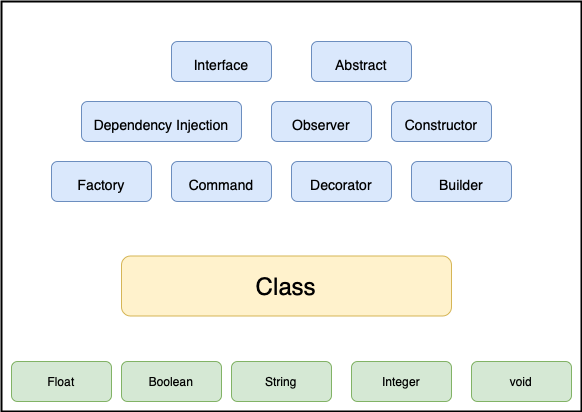 Interface
Abstract
Dependency Injection
Observer
Constructor
Factory
Command
Decorator
Builder
Class
Float
Boolean
String
Integer
void